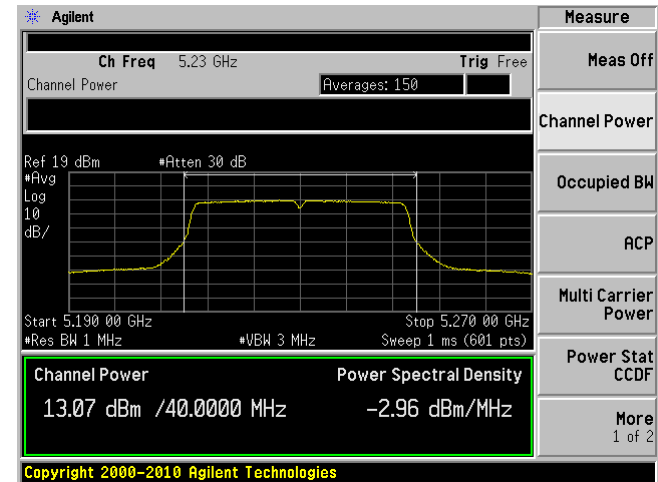 Agilent
Measure
Ch Freq 5.23 GHz Trig Free
Channel Power Averages: 150
Meas Off
Channel Power
Occupied BW
ACP
Multi Carrier
Power
Power Stat
CCDF
More
1 of 2
Ref 19 dBm #Atten 30 dB
#Avg
Log
10
dB/
Start 5.190 00 GHz Stop 5.270 00 GHz
#Res BW 1 MHz #VBW 3 MHz Sweep 1 ms (601 pts)
Channel Power Power Spectral Density
13.07 dBm /40.0000 MHz -2.96 dBm/MHz
Copyright 2000-2010 Agilent Technologies